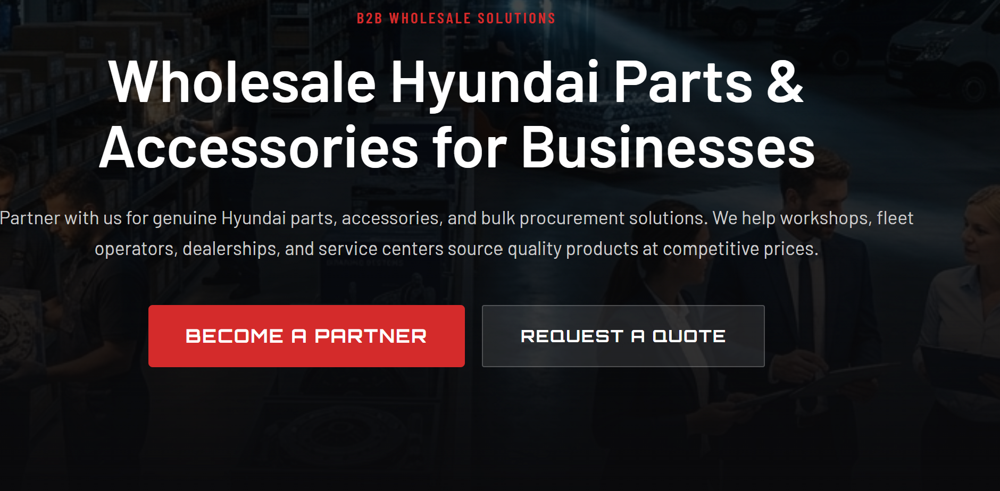 B2B WHOLESALE SOLUTIONS
Wholesale Hyundai Parts &
Accessories for Businesses
Partner with us for genuine Hyundai parts, accessories, and bulk procurement solutions. We help workshops, fleet
operators, dealerships, and service centers source quality products at competitive prices.
BECOME A PARTNER
REQUEST A QUOTE